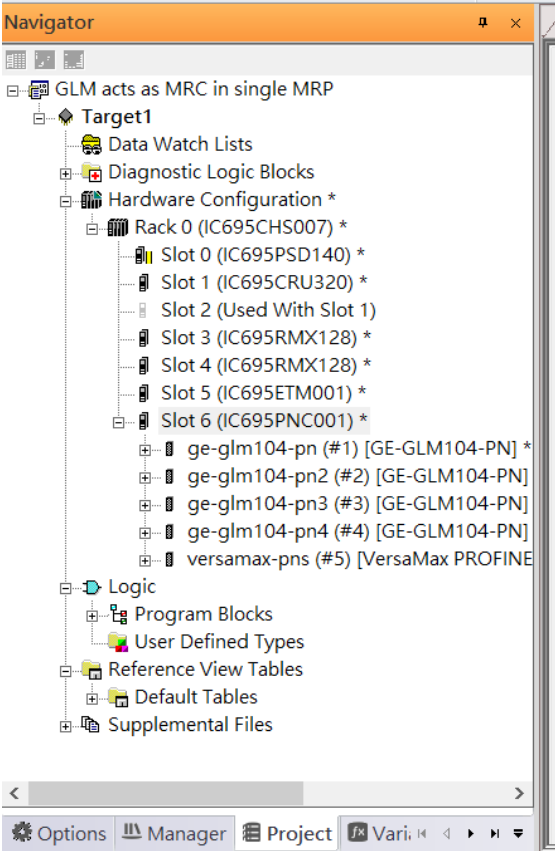 Navigator
GLM acts as MRC in single MRP
Target1
Data Watch Lists
Diagnostic Logic Blocks
Hardware Configuration *
Rack 0 (IC695CHS007) *
Slot 0 (IC695PSD140) *
Slot 1 (IC695CRU320) *
Slot 2 (Used With Slot 1)
Slot 3 (IC695RMX128) *
Slot 4 (IC695RMX128) *
Slot 5 (IC695ETM001) *
Slot 6 (IC695PNC001) *
ge-glm104-pn (#1) [GE-GLM104-PN] *
ge-glm104-pn2 (#2) [GE-GLM104-PN]
ge-glm104-pn3 (#3) [GE-GLM104-PN]
ge-glm104-pn4 (#4) [GE-GLM104-PN]
versamax-pns (#5) [VersaMax PROFINE
Logic
Program Blocks
User Defined Types
Reference View Tables
Default Tables
Supplemental Files
Options Manager Project Vari